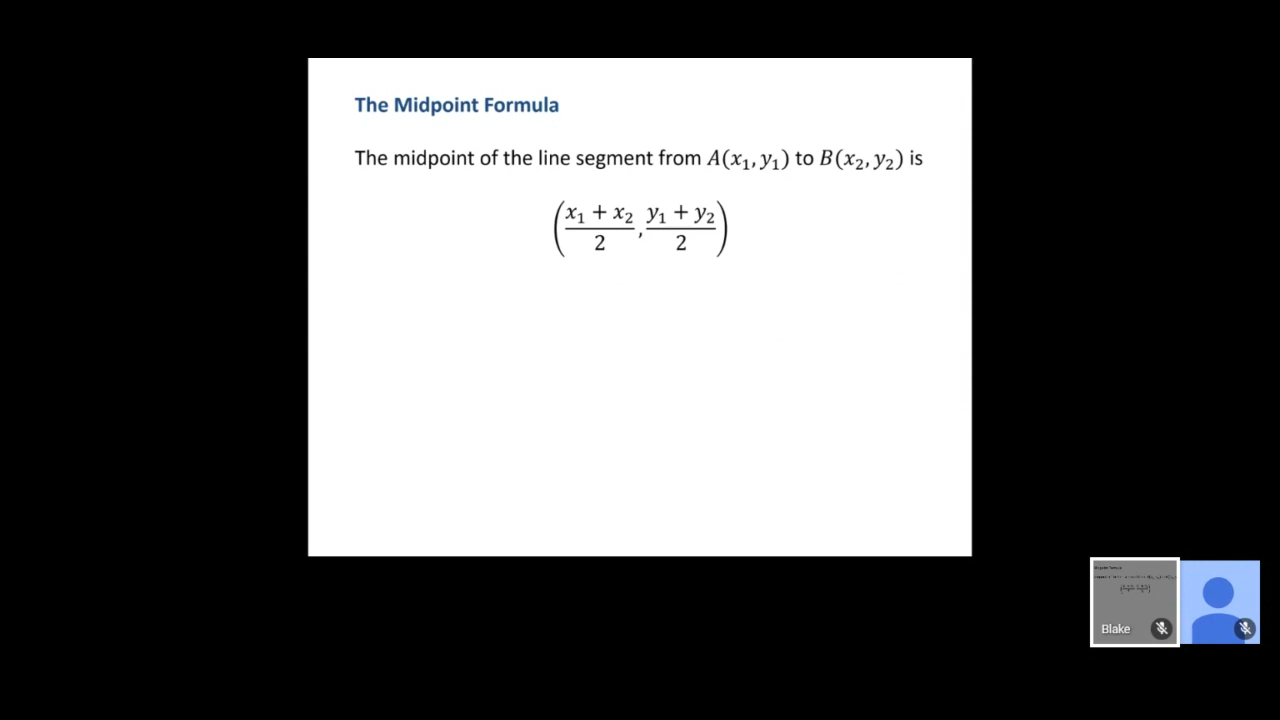 The Midpoint Formula
The midpoint of the line segment from A(x₁, y₁) to B(x₂, y₂) is
(x₁ + x₂ / 2, y₁ + y₂ / 2)
Blake